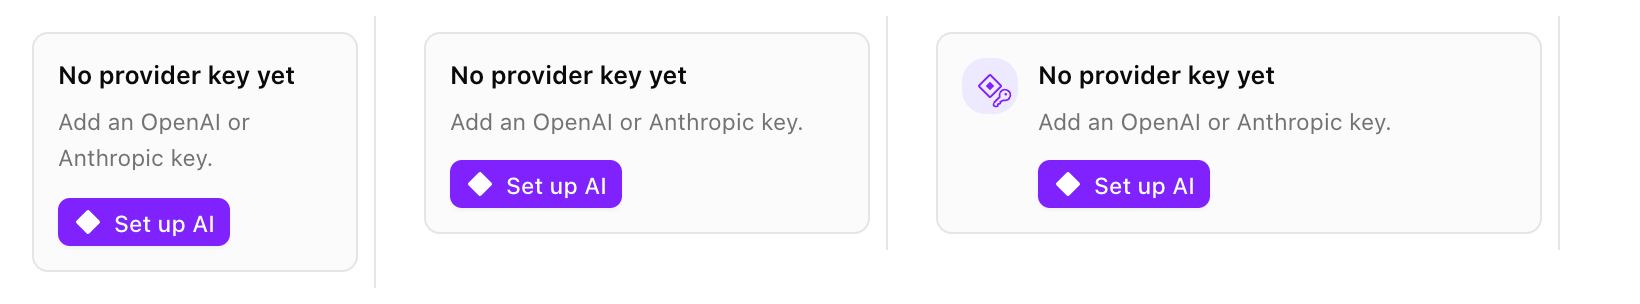 No provider key yet
Add an OpenAI or
Anthropic key.
Set up AI
No provider key yet
Add an OpenAI or Anthropic key.
Set up AI
No provider key yet
Add an OpenAI or Anthropic key.
Set up AI